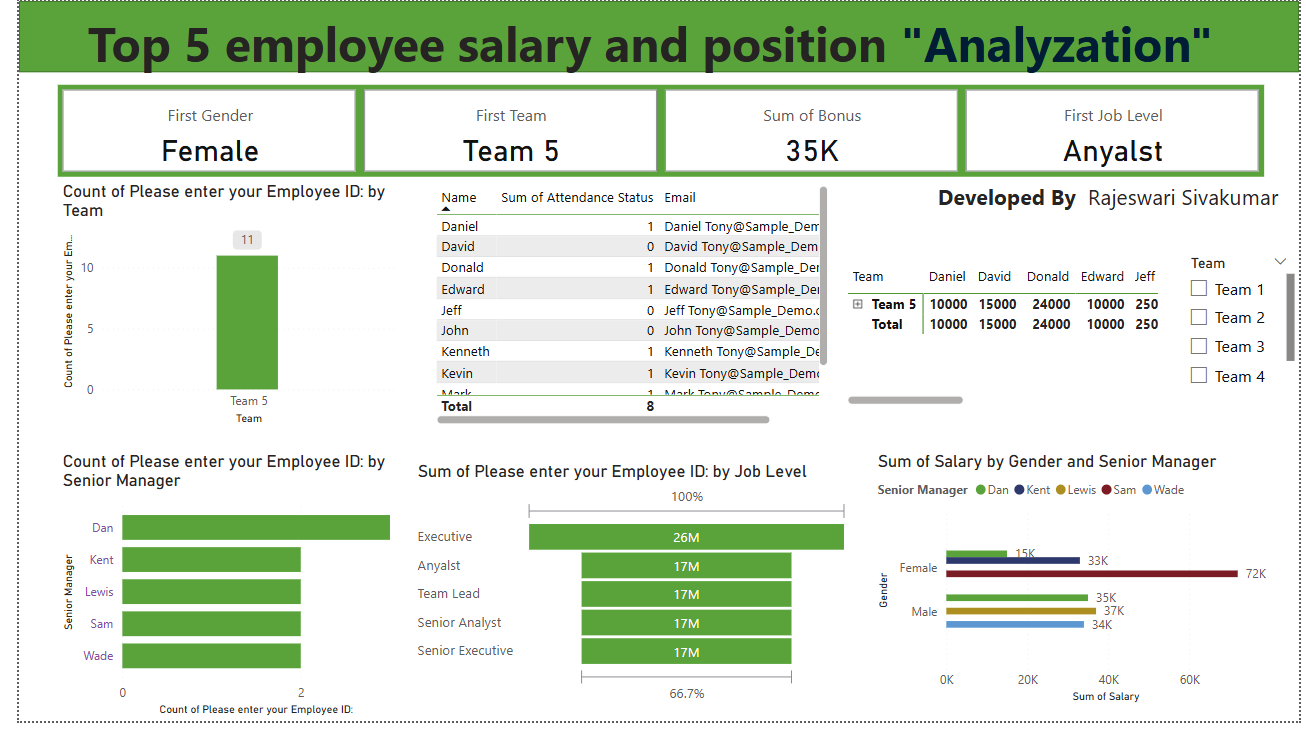 Top 5 employee salary and position "Analyzation"
First Gender
Female
First Team
Team 5
Sum of Bonus
35K
First Job Level
Anyalst
Count of Please enter your Employee ID: by
Team
Count of Please enter your Em...
11
10
5
0
Team 5
Team
Name Sum of Attendance Status Email
Daniel 1 Daniel Tony@Sample_Dem
David 0 David Tony@Sample_Dem
Donald 1 Donald Tony@Sample_De
Edward 1 Edward Tony@Sample_De
Jeff 0 Jeff Tony@Sample_Demo.
John 0 John Tony@Sample_Demo
Kenneth 1 Kenneth Tony@Sample_De
Kevin 1 Kevin Tony@Sample_Demo
Mark 1 Mark Tony@Sample_Demo
Total 8
Developed By Rajeswari Sivakumar
Team Daniel David Donald Edward Jeff
Team 5 10000 15000 24000 10000 250
Total 10000 15000 24000 10000 250
Team
Team 1
Team 2
Team 3
Team 4
Count of Please enter your Employee ID: by
Senior Manager
Senior Manager
Dan
Kent
Lewis
Sam
Wade
0 2
Count of Please enter your Employee ID:
Sum of Please enter your Employee ID: by Job Level
100%
Executive 26M
Anyalst 17M
Team Lead 17M
Senior Analyst 17M
Senior Executive 17M
66.7%
Sum of Salary by Gender and Senior Manager
Senior Manager Dan Kent Lewis Sam Wade
Gender
Female
15K
33K
72K
Male
35K
37K
34K
0K 20K 40K 60K
Sum of Salary